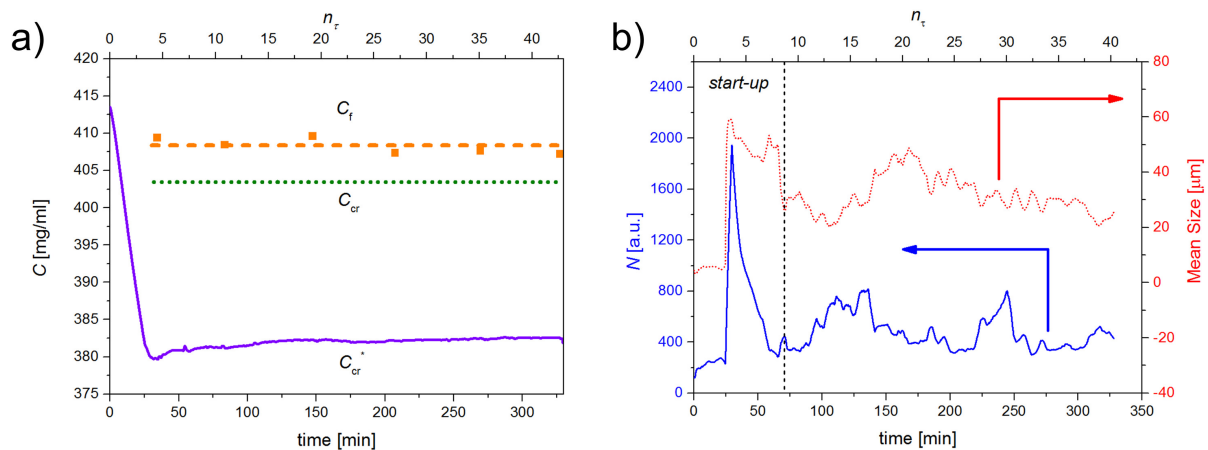 a)
n_τ
0 5 10 15 20 25 30 35 40
420
415
410
405
400
395
390
385
380
375
C [mg/ml]
C_f
C_cr
C_cr*
0 50 100 150 200 250 300
time [min]
b)
n_τ
0 5 10 15 20 25 30 35 40
start-up
2400
2000
1600
1200
800
400
0
N [a.u.]
80
60
40
20
0
-20
-40
Mean Size [μm]
0 50 100 150 200 250 300 350
time [min]